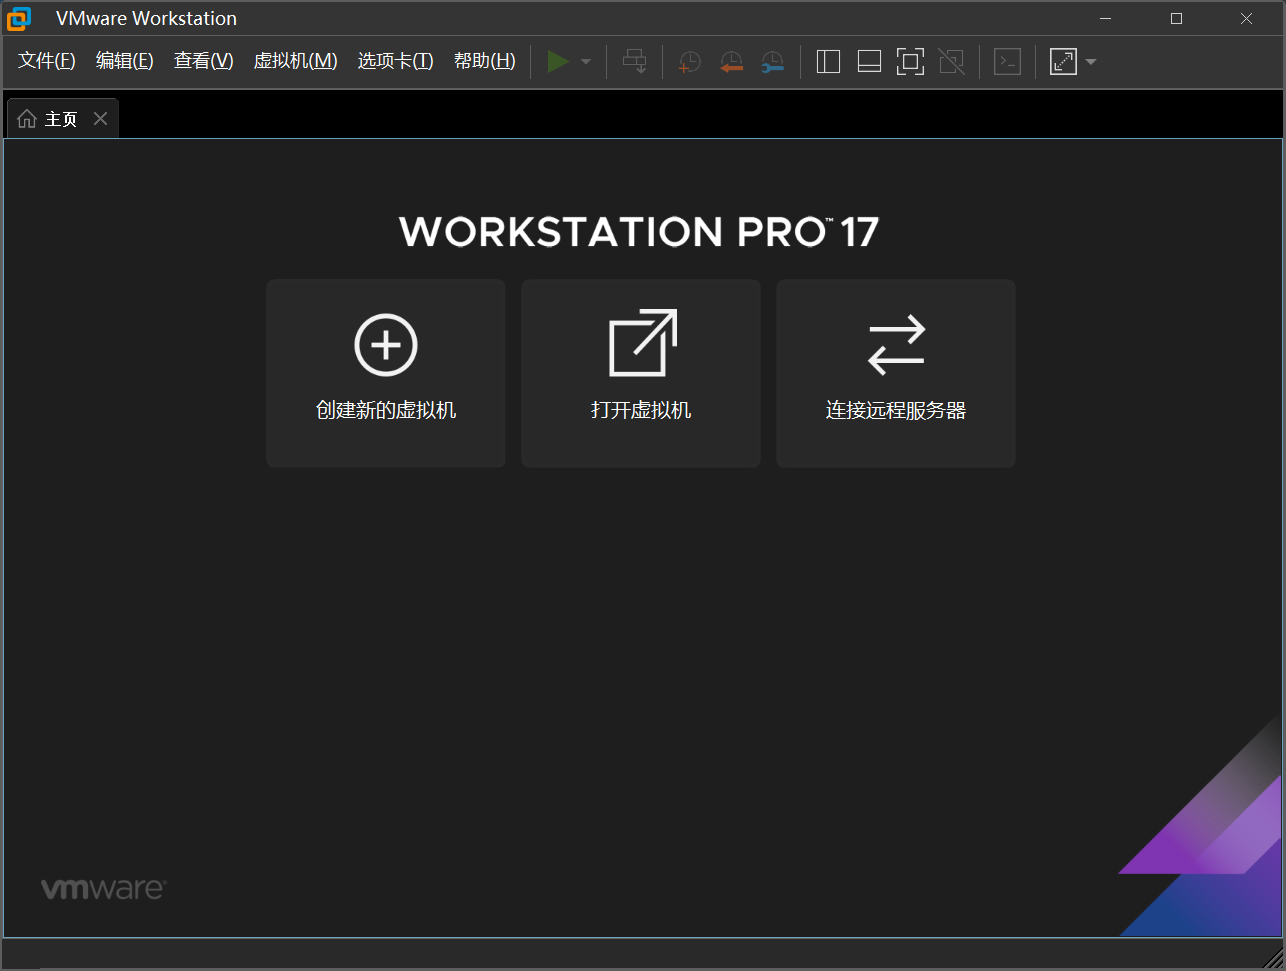 VMware Workstation
文件(F) 编辑(E) 查看(V) 虚拟机(M) 选项卡(T) 帮助(H)
主页
WORKSTATION PRO™ 17
创建新的虚拟机 打开虚拟机 连接远程服务器
vmware®